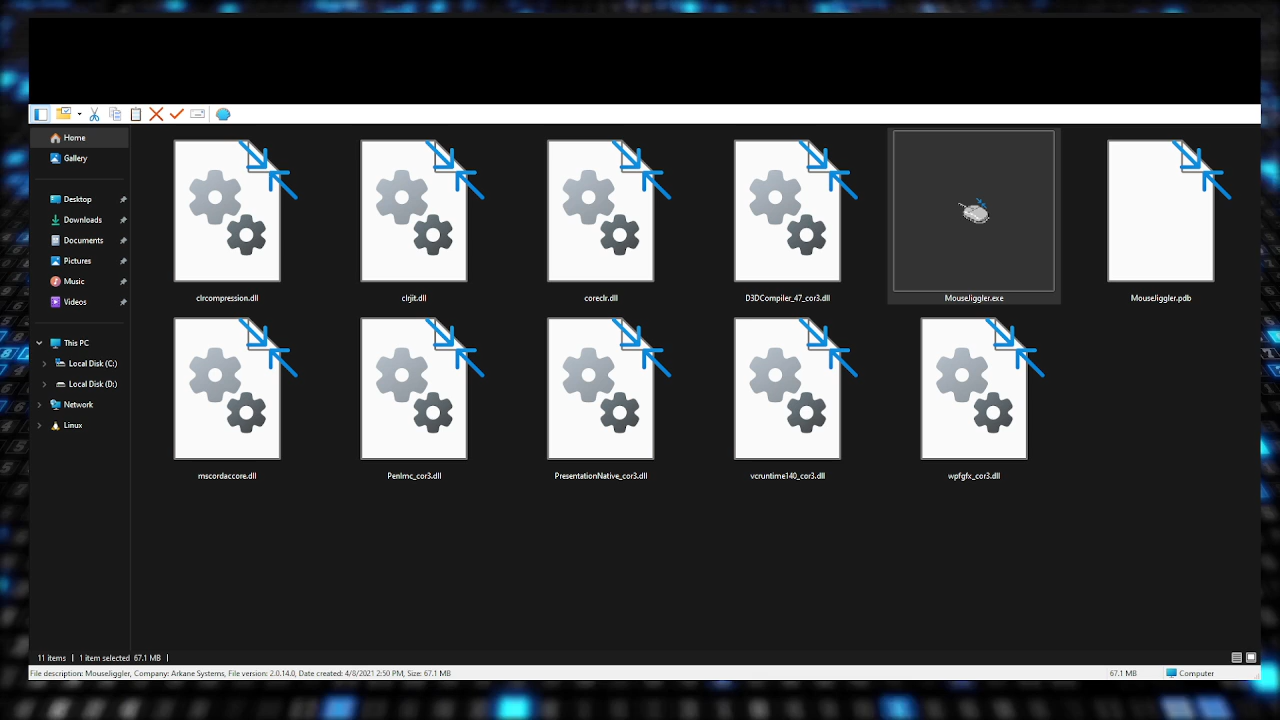 Home
Gallery
Desktop
Downloads
Documents
Pictures
Music
Videos
This PC
Local Disk (C:)
Local Disk (D:)
Network
Linux
clrcompression.dll
clrjit.dll
coreclr.dll
D3DCompiler_47_cor3.dll
MouseJiggler.exe
MouseJiggler.pdb
mscordaccore.dll
PenImc_cor3.dll
PresentationNative_cor3.dll
vcruntime140_cor3.dll
wpfgfx_cor3.dll
11 items | 1 item selected 67.1 MB |
File description: MouseJiggler, Company: Arkane Systems, File version: 2.0.14.0, Date created: 4/8/2021 2:50 PM, Size: 67.1 MB
67.1 MB
Computer